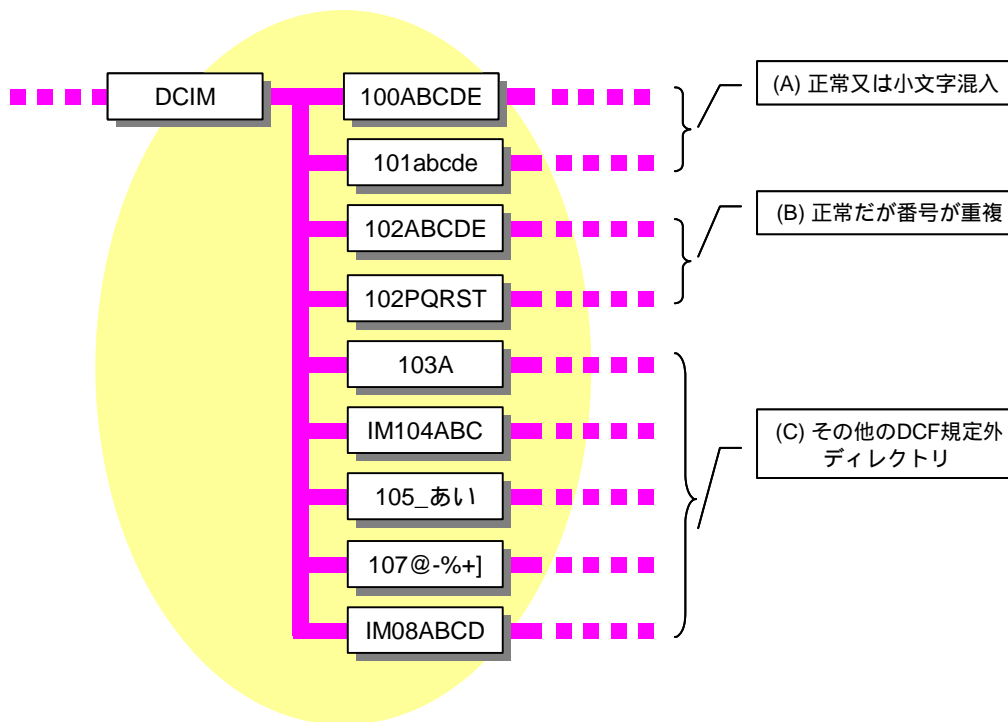 DCIM
100ABCDE
101abcde
102ABCDE
102PQRST
103A
IM104ABC
105_あい
107@-%+]
IM08ABCD
(A) 正常又は小文字混入
(B) 正常だが番号が重複
(C) その他のDCF規定外
ディレクトリ